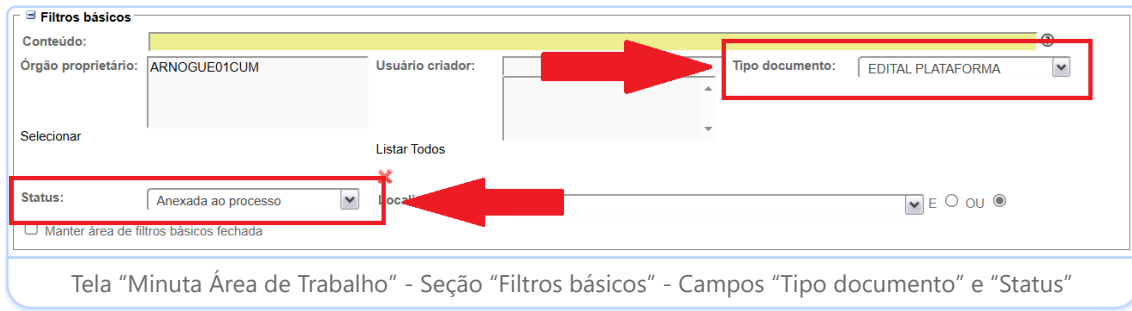 Filtros básicos
Conteúdo:
Órgão proprietário: ARNOGUE01CUM Usuário criador: Tipo documento: EDITAL PLATAFORMA
Selecionar
Listar Todos
Status: Anexada ao processo E OU
Manter área de filtros básicos fechada
Tela “Minuta Área de Trabalho” - Seção “Filtros básicos” - Campos “Tipo documento” e “Status”